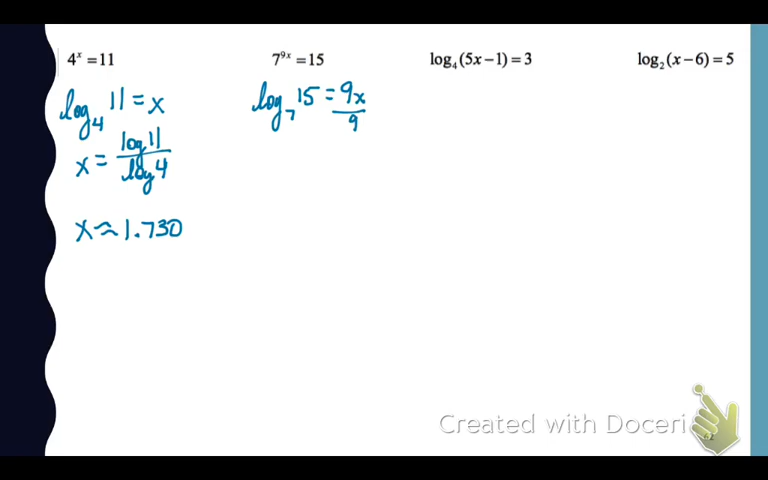 4^x = 11
log_4 11 = x
x = log 11 / log 4
x ≈ 1.730
7^{9x} = 15
log_7 15 = 9x / 9
log_4(5x − 1) = 3
log_2(x − 6) = 5
Created with Doceri